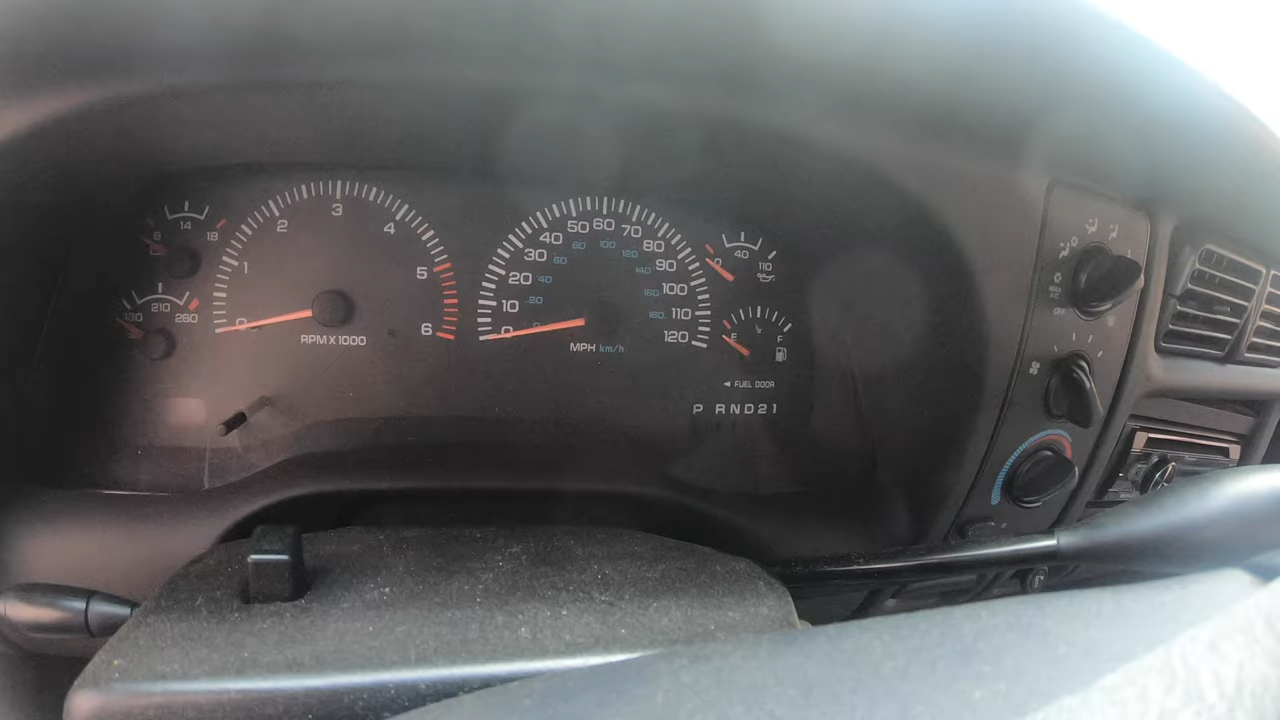 8 14 18
130 210 260
0 1 2 3 4 5 6
RPM X 1000
0 10 20 30 40 50 60 70 80 90 100 110 120
20 40 60 80 100 120 140 160 180
MPH km/h
0 40 110
E F
◄ FUEL DOOR
P RND21
MAX A/C
OFF